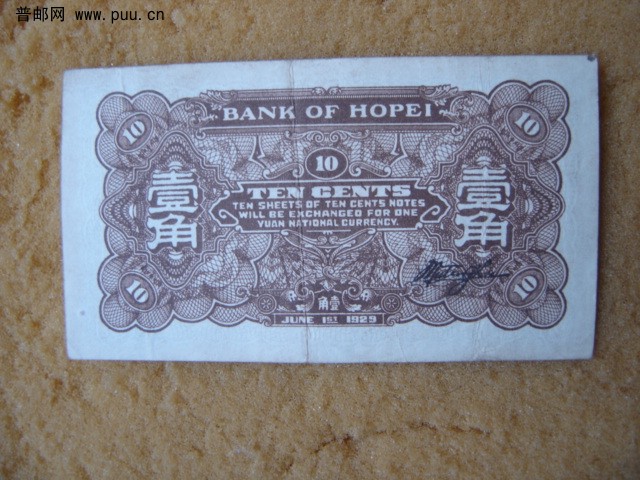 普邮网 www.puu.cn
BANK OF HOPEI
10 10
10
壹角 壹角
TEN CENTS
TEN SHEETS OF TEN CENTS NOTES
WILL BE EXCHANGED FOR ONE
YUAN NATIONAL CURRENCY.
10 10
壹角
JUNE 1ST 1929